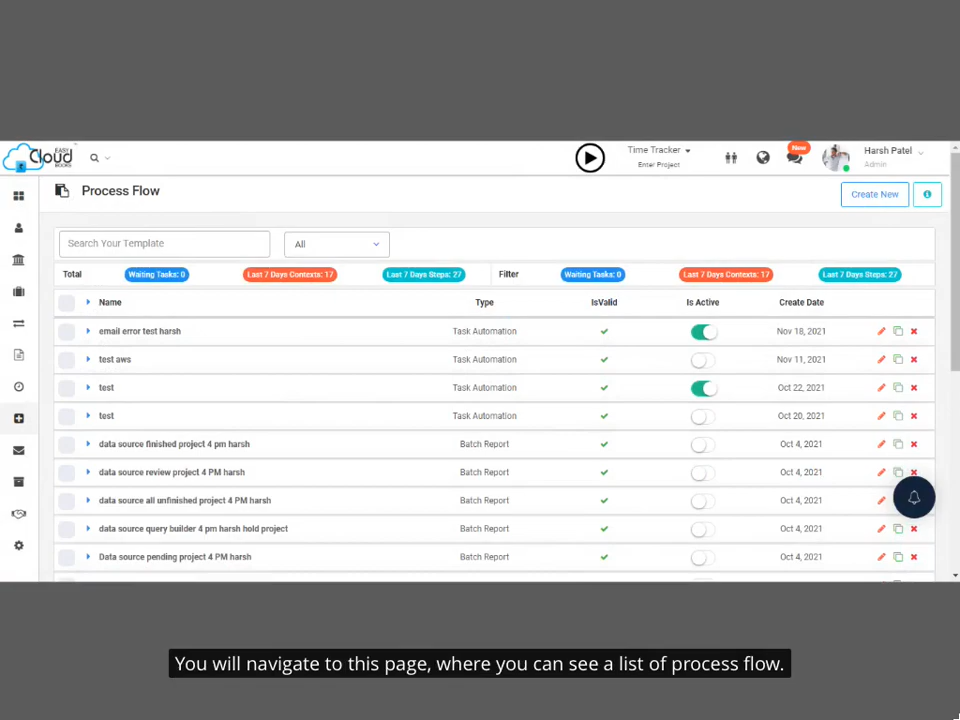 EASY
Cloud
BOOKS
Time Tracker
Enter Project
New
Harsh Patel
Admin
Process Flow
Create New
Search Your Template
All
Total Waiting Tasks: 0 Last 7 Days Contexts: 17 Last 7 Days Steps: 27 Filter Waiting Tasks: 0 Last 7 Days Contexts: 17 Last 7 Days Steps: 27
Name Type IsValid Is Active Create Date
email error test harsh Task Automation Nov 18, 2021
test aws Task Automation Nov 11, 2021
test Task Automation Oct 22, 2021
test Task Automation Oct 20, 2021
data source finished project 4 pm harsh Batch Report Oct 4, 2021
data source review project 4 PM harsh Batch Report Oct 4, 2021
data source all unfinished project 4 PM harsh Batch Report Oct 4, 2021
data source query builder 4 pm harsh hold project Batch Report Oct 4, 2021
Data source pending project 4 PM harsh Batch Report Oct 4, 2021
You will navigate to this page, where you can see a list of process flow.